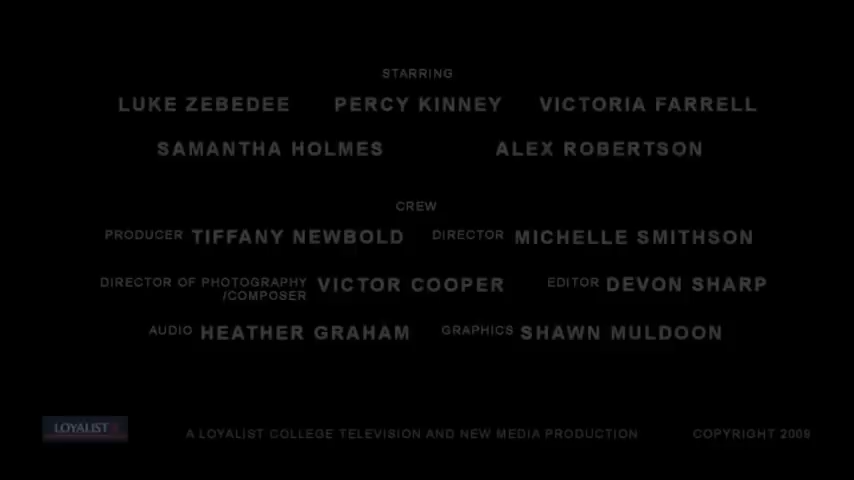 STARRING
LUKE ZEBEDEE PERCY KINNEY VICTORIA FARRELL
SAMANTHA HOLMES ALEX ROBERTSON
CREW
PRODUCER TIFFANY NEWBOLD DIRECTOR MICHELLE SMITHSON
DIRECTOR OF PHOTOGRAPHY
/COMPOSER VICTOR COOPER EDITOR DEVON SHARP
AUDIO HEATHER GRAHAM GRAPHICS SHAWN MULDOON
LOYALIST A LOYALIST COLLEGE TELEVISION AND NEW MEDIA PRODUCTION COPYRIGHT 2009